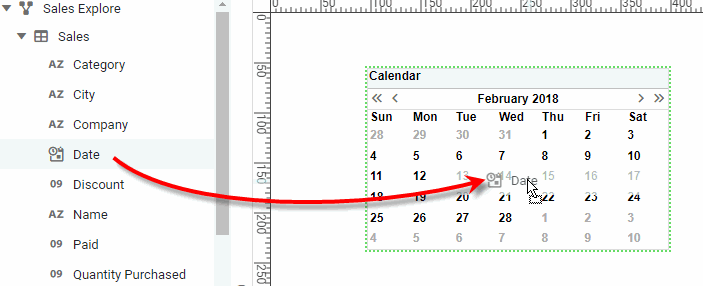 Sales Explore
Sales
AZ Category
AZ City
AZ Company
Date
09 Discount
AZ Name
09 Paid
09 Quantity Purchased
0 50 100 150 200 250 300 350 400
0
50
100
150
200
250
Calendar
« ‹ February 2018 › »
Sun Mon Tue Wed Thu Fri Sat
28 29 30 31 1 2 3
4 5 6 7 8 9 10
11 12 13 14 15 16 17
Date
18 19 20 21 22 23 24
25 26 27 28 1 2 3
4 5 6 7 8 9 10